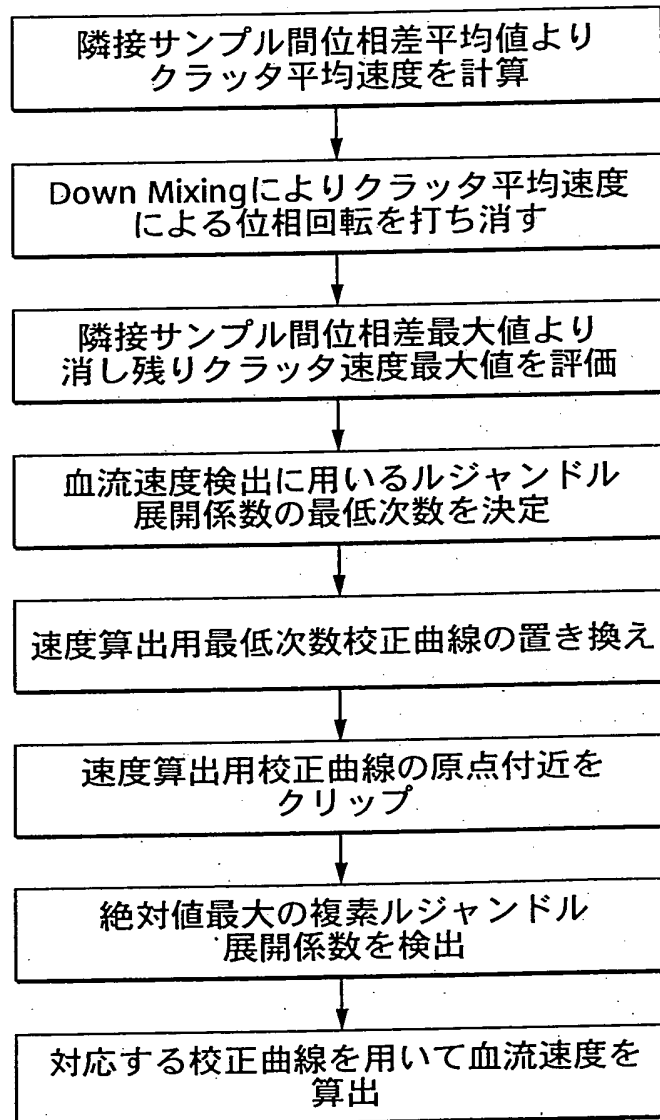 隣接サンプル間位相差平均値より
クラッタ平均速度を計算
Down Mixingによりクラッタ平均速度
による位相回転を打ち消す
隣接サンプル間位相差最大値より
消し残りクラッタ速度最大値を評価
血流速度検出に用いるルジャンドル
展開係数の最低次数を決定
速度算出用最低次数校正曲線の置き換え
速度算出用校正曲線の原点付近を
クリップ
絶対値最大の複素ルジャンドル
展開係数を検出
対応する校正曲線を用いて血流速度を
算出